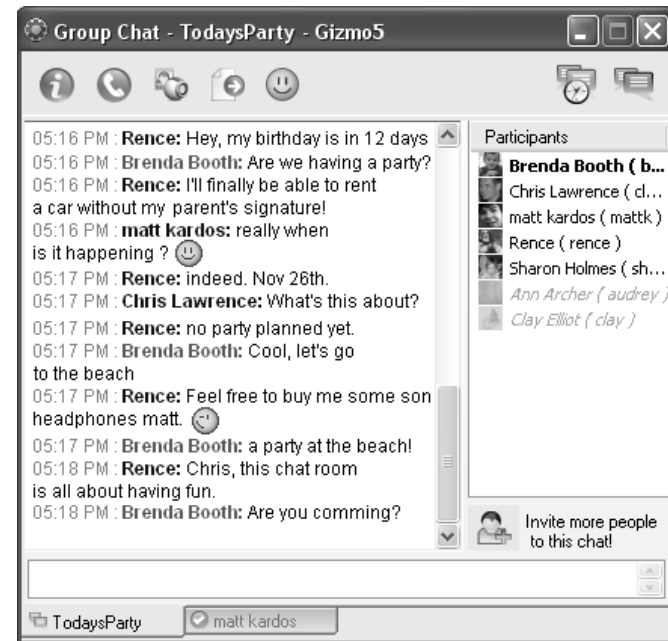 Group Chat - TodaysParty - Gizmo5
05:16 PM : Rence: Hey, my birthday is in 12 days
05:16 PM : Brenda Booth: Are we having a party?
05:16 PM : Rence: I'll finally be able to rent
a car without my parent's signature!
05:16 PM : matt kardos: really when
is it happening ?
05:17 PM : Rence: indeed. Nov 26th.
05:17 PM : Chris Lawrence: What's this about?
05:17 PM : Rence: no party planned yet.
05:17 PM : Brenda Booth: Cool, let's go
to the beach
05:17 PM : Rence: Feel free to buy me some son
headphones matt.
05:17 PM : Brenda Booth: a party at the beach!
05:18 PM : Rence: Chris, this chat room
is all about having fun.
05:18 PM : Brenda Booth: Are you comming?
Participants
Brenda Booth ( b...
Chris Lawrence ( cl...
matt kardos ( mattk )
Rence ( rence )
Sharon Holmes ( sh...
Ann Archer ( audrey )
Clay Elliot ( clay )
Invite more people
to this chat!
TodaysParty
matt kardos